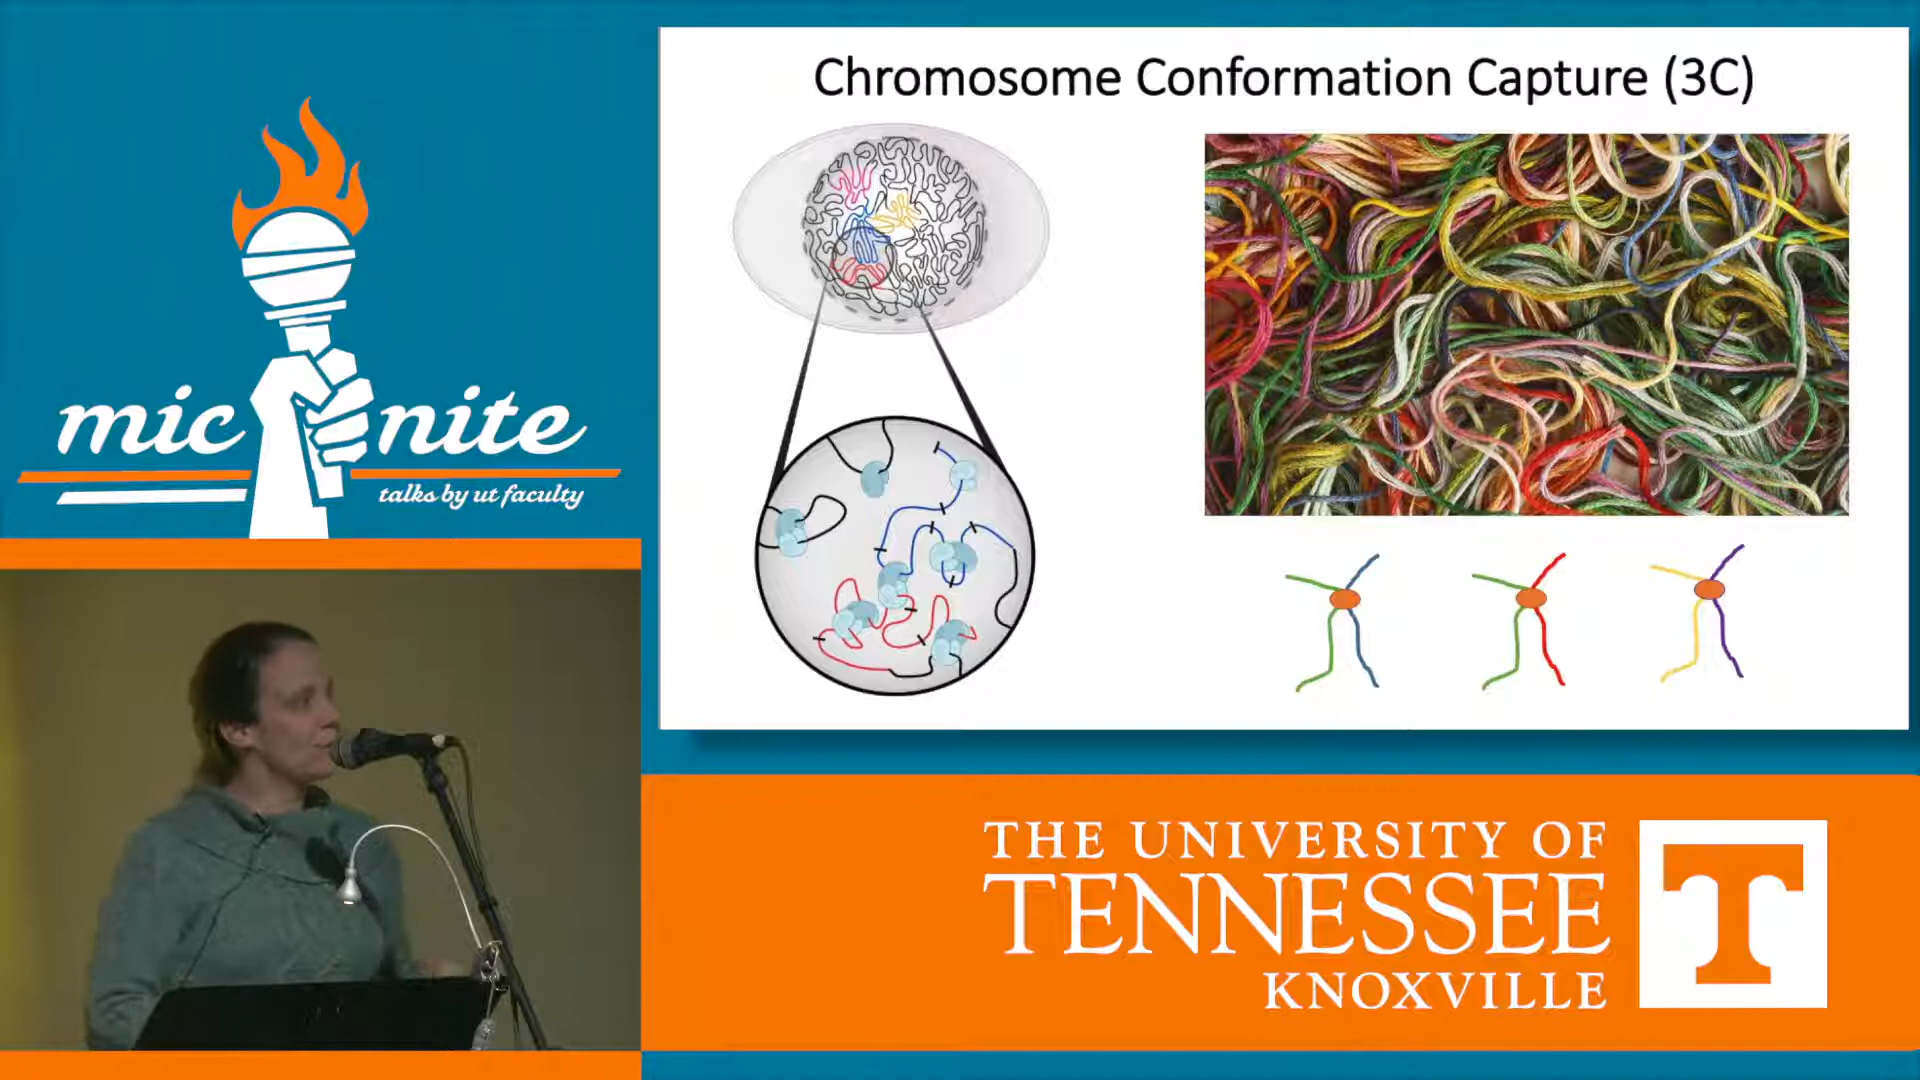 mic nite
talks by ut faculty
Chromosome Conformation Capture (3C)
THE UNIVERSITY OF
TENNESSEE
KNOXVILLE
T